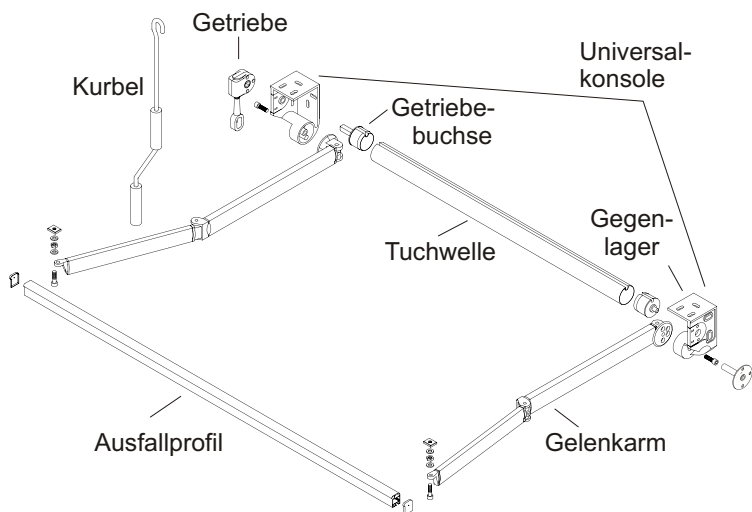 Getriebe
Kurbel
Universal-
konsole
Getriebe-
buchse
Gegen-
lager
Tuchwelle
Ausfallprofil
Gelenkarm